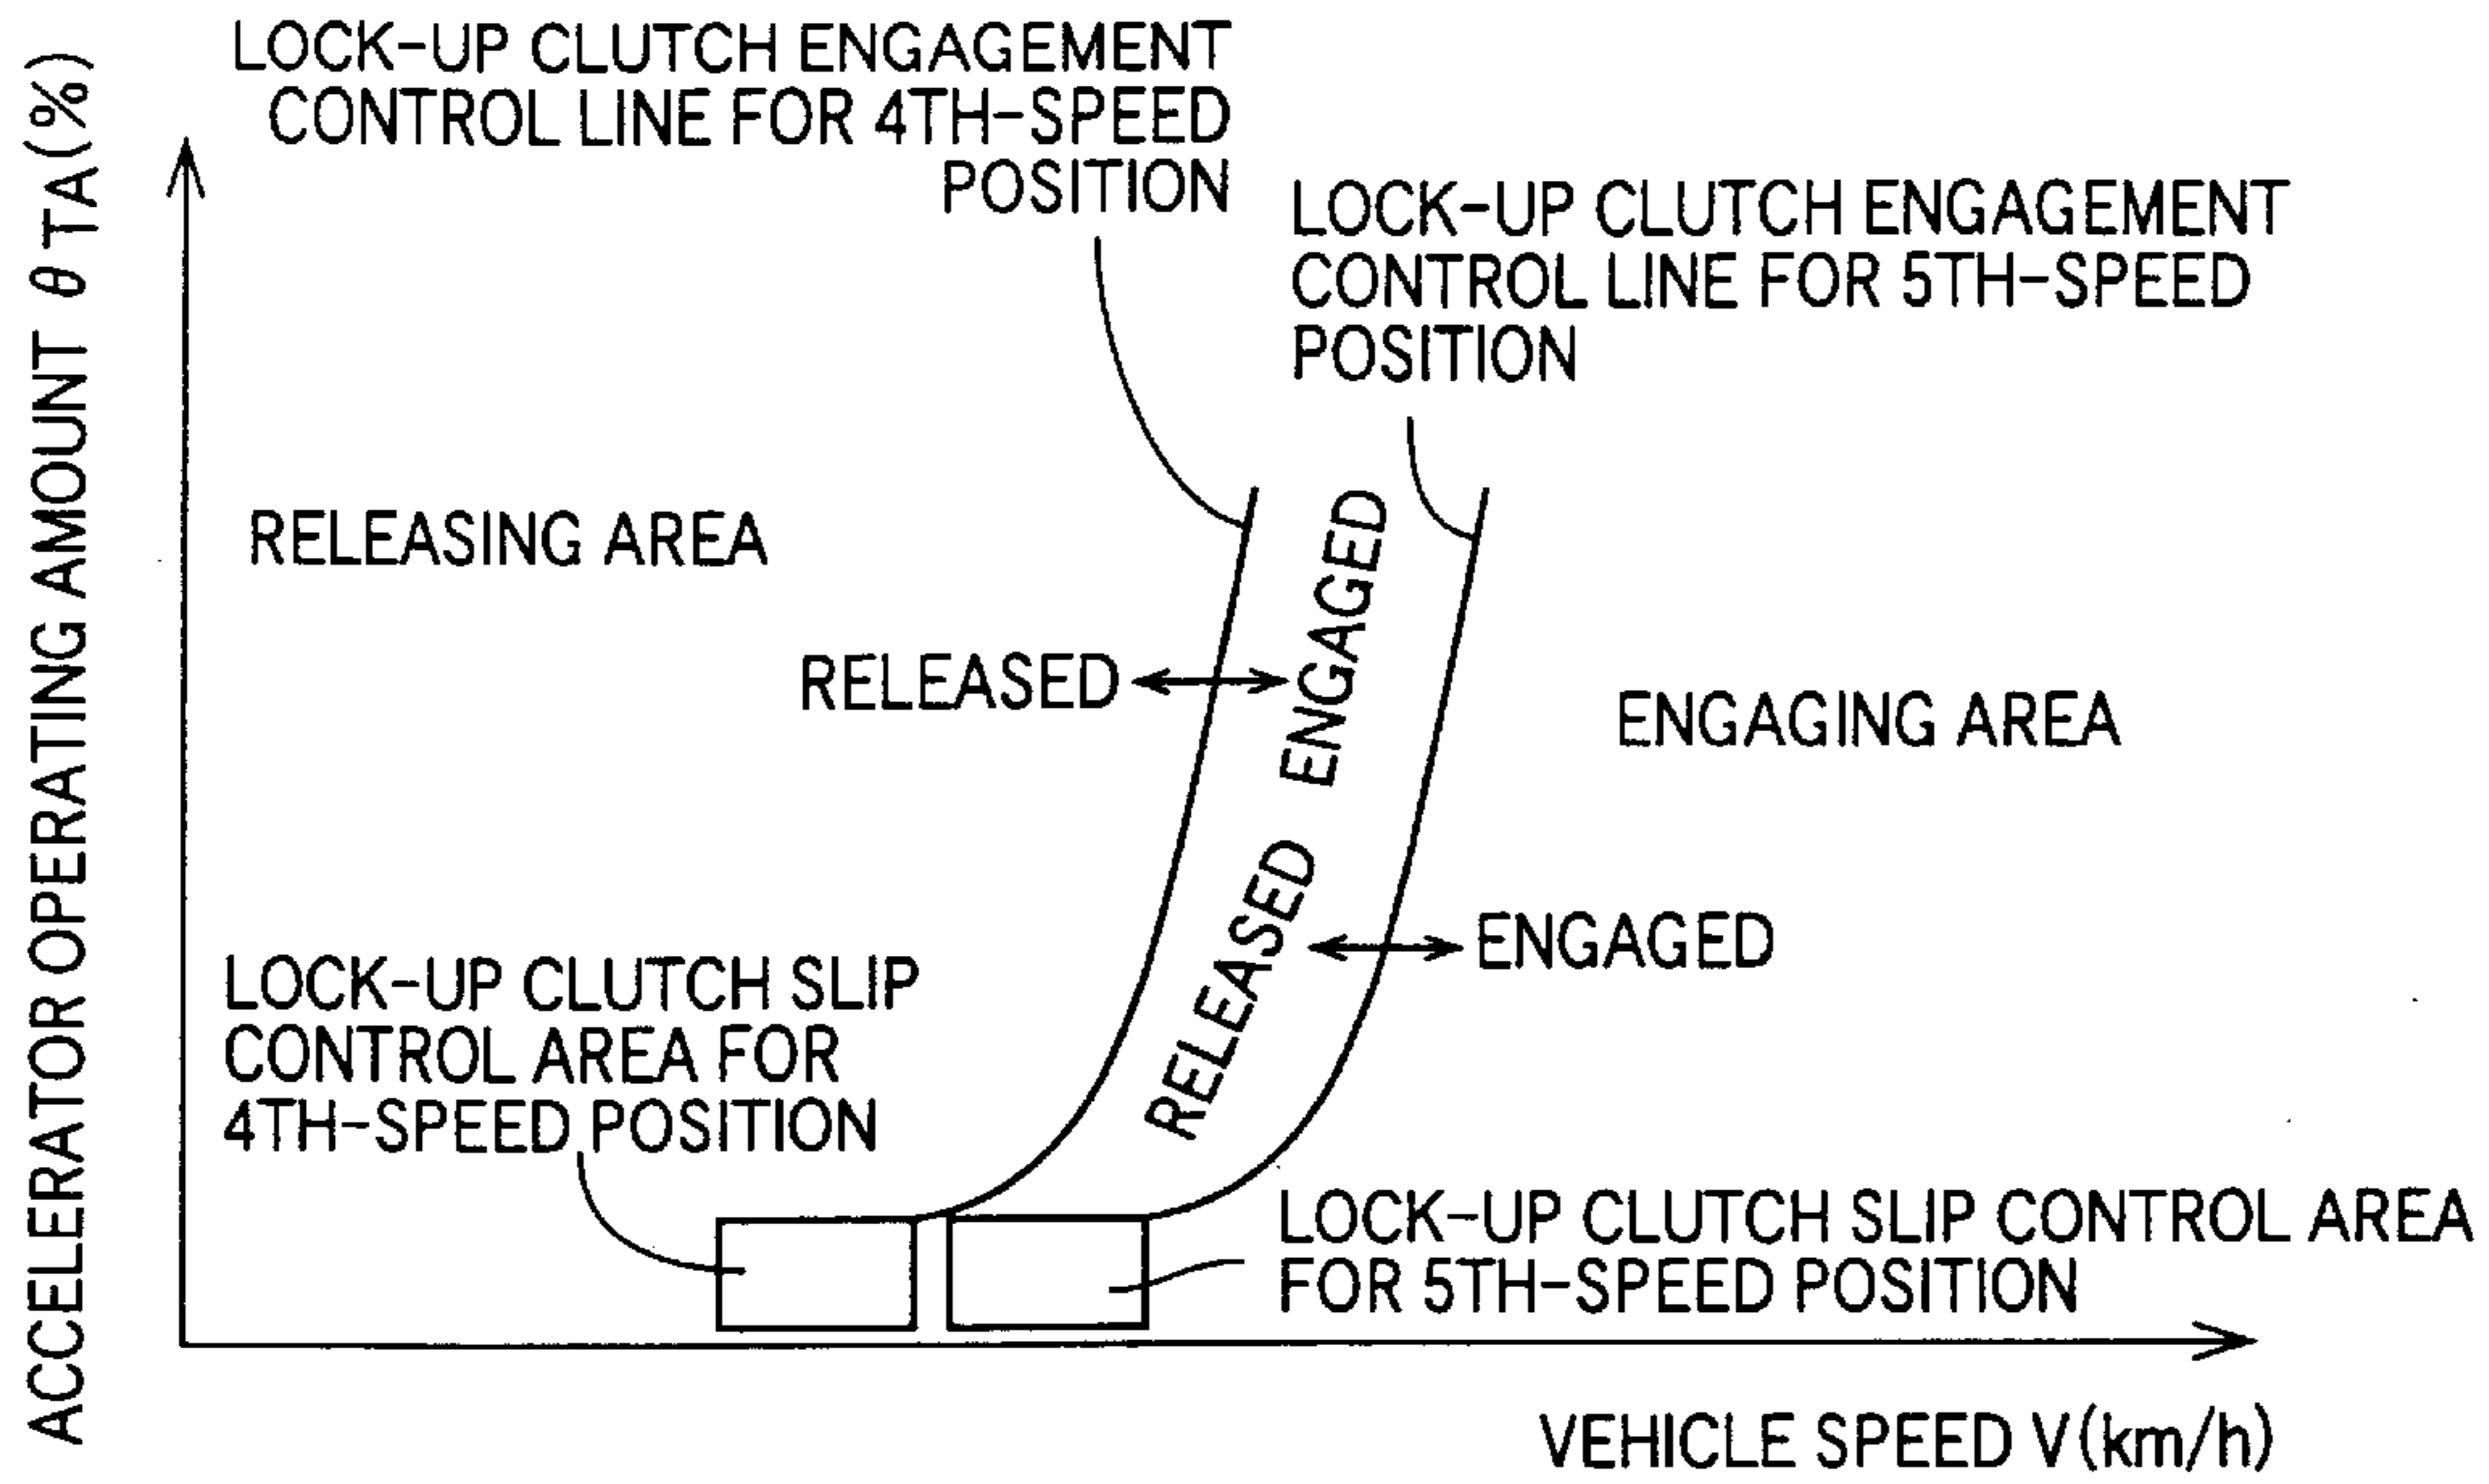 LOCK-UP CLUTCH ENGAGEMENT
CONTROL LINE FOR 4TH-SPEED
POSITION
LOCK-UP CLUTCH ENGAGEMENT
CONTROL LINE FOR 5TH-SPEED
POSITION
ACCELERATOR OPERATING AMOUNT θ TA(%)
RELEASING AREA
RELEASED
ENGAGED
ENGAGING AREA
RELEASED
ENGAGED
LOCK-UP CLUTCH SLIP
CONTROL AREA FOR
4TH-SPEED POSITION
LOCK-UP CLUTCH SLIP CONTROL AREA
FOR 5TH-SPEED POSITION
VEHICLE SPEED V(km/h)